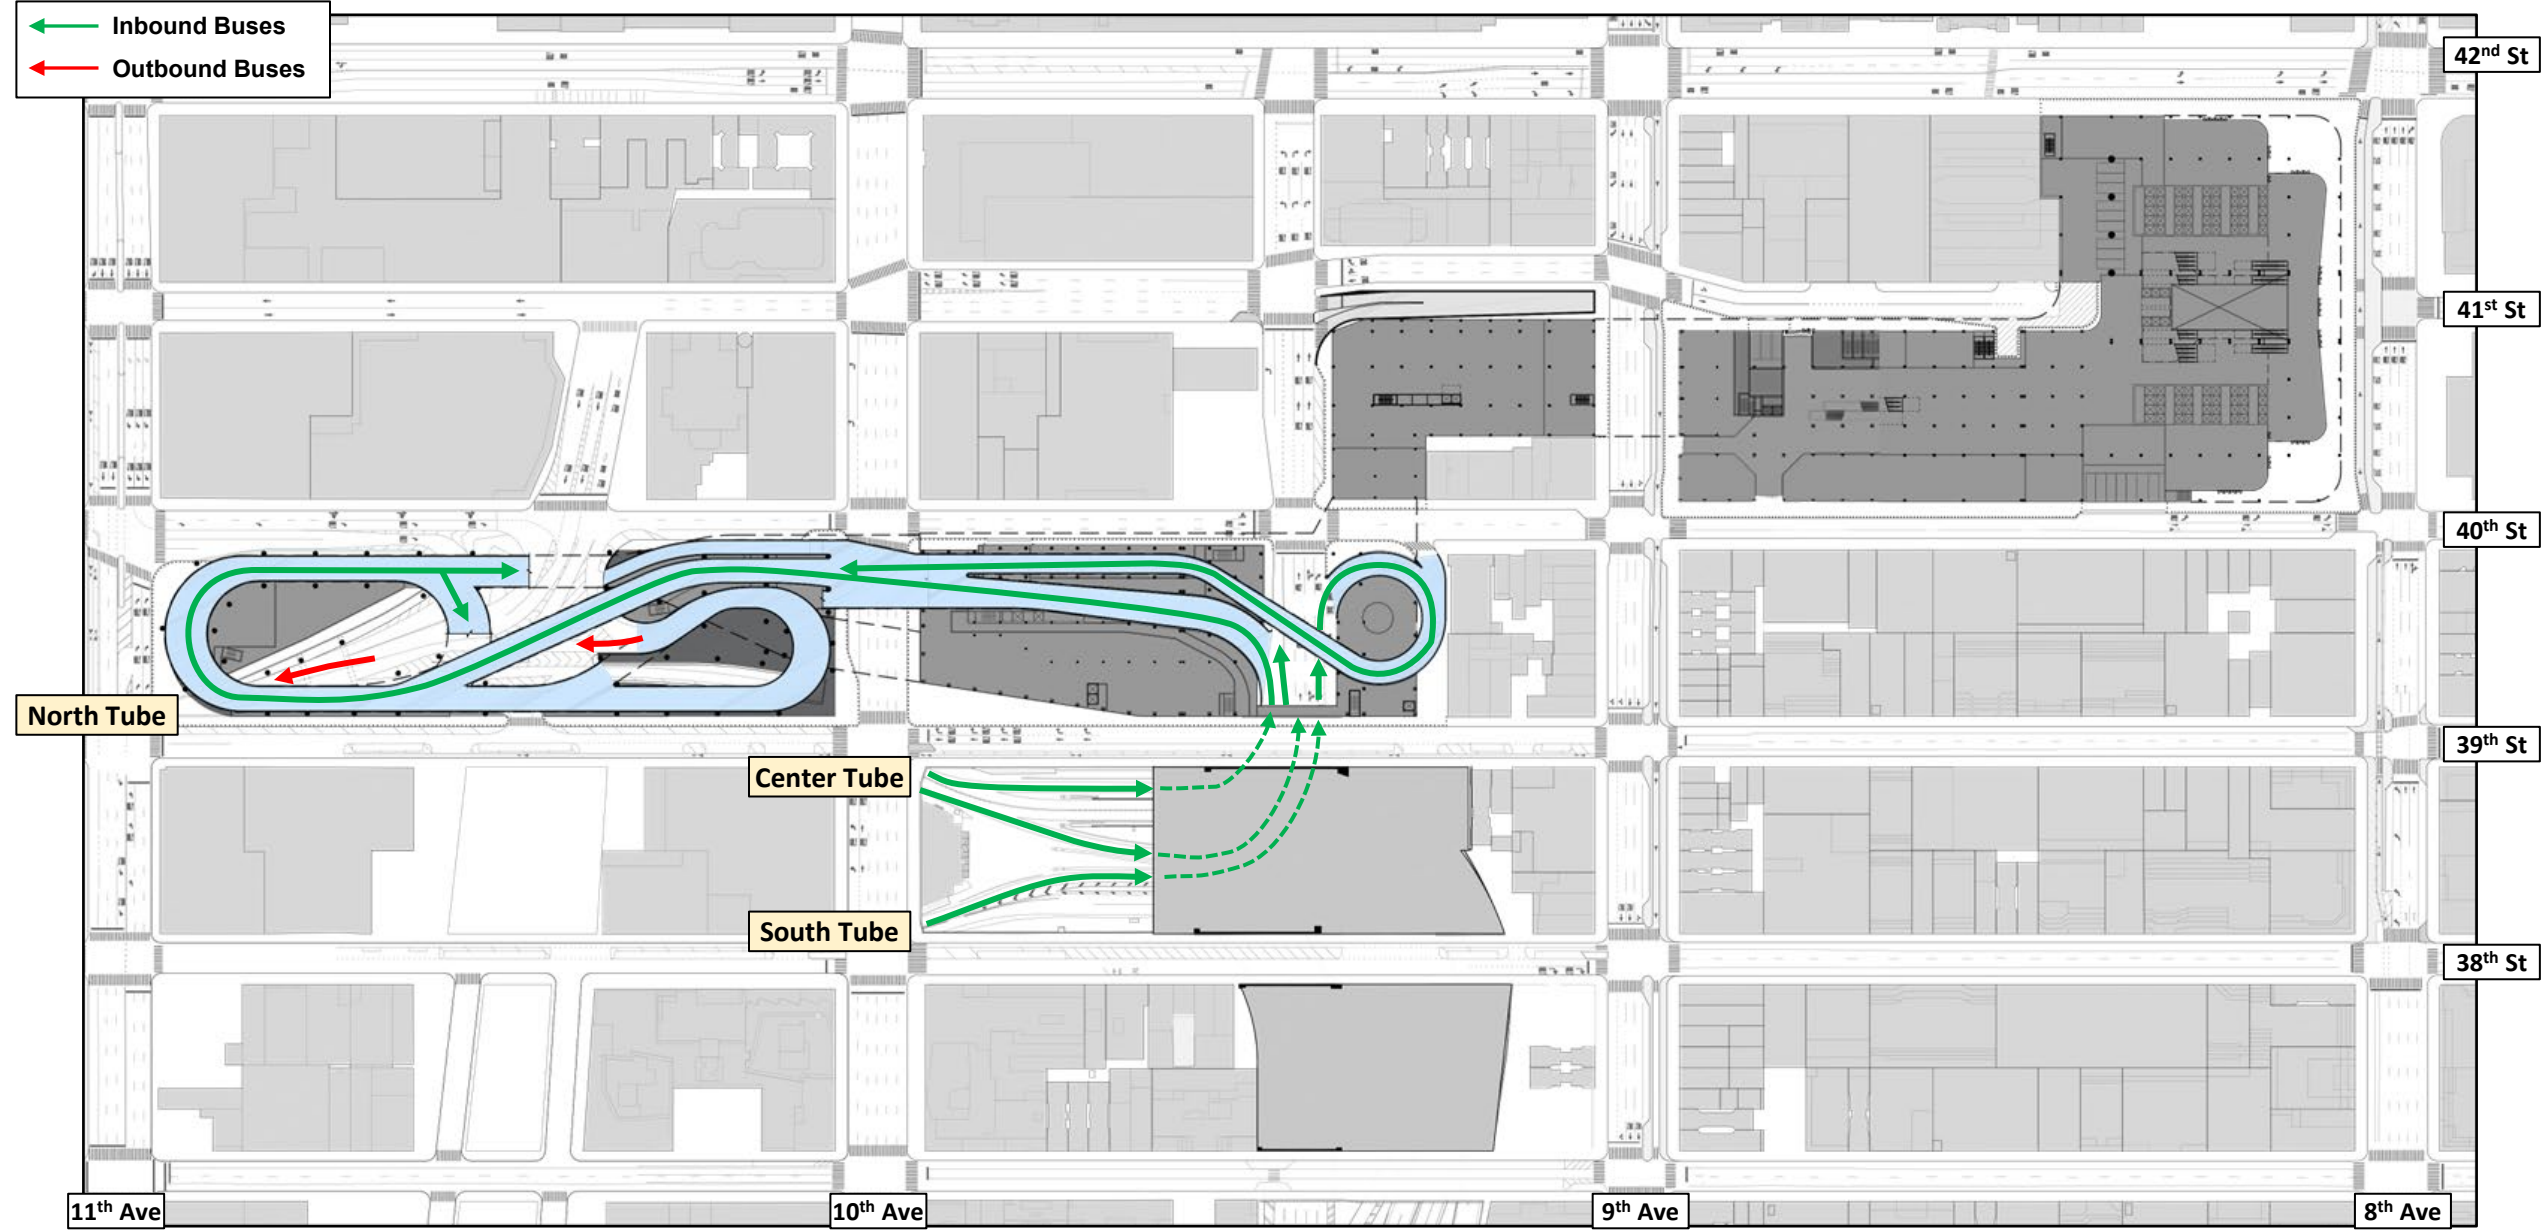 Inbound Buses
Outbound Buses
42nd St
41st St
40th St
North Tube
39th St
Center Tube
South Tube
38th St
11th Ave
10th Ave
9th Ave
8th Ave